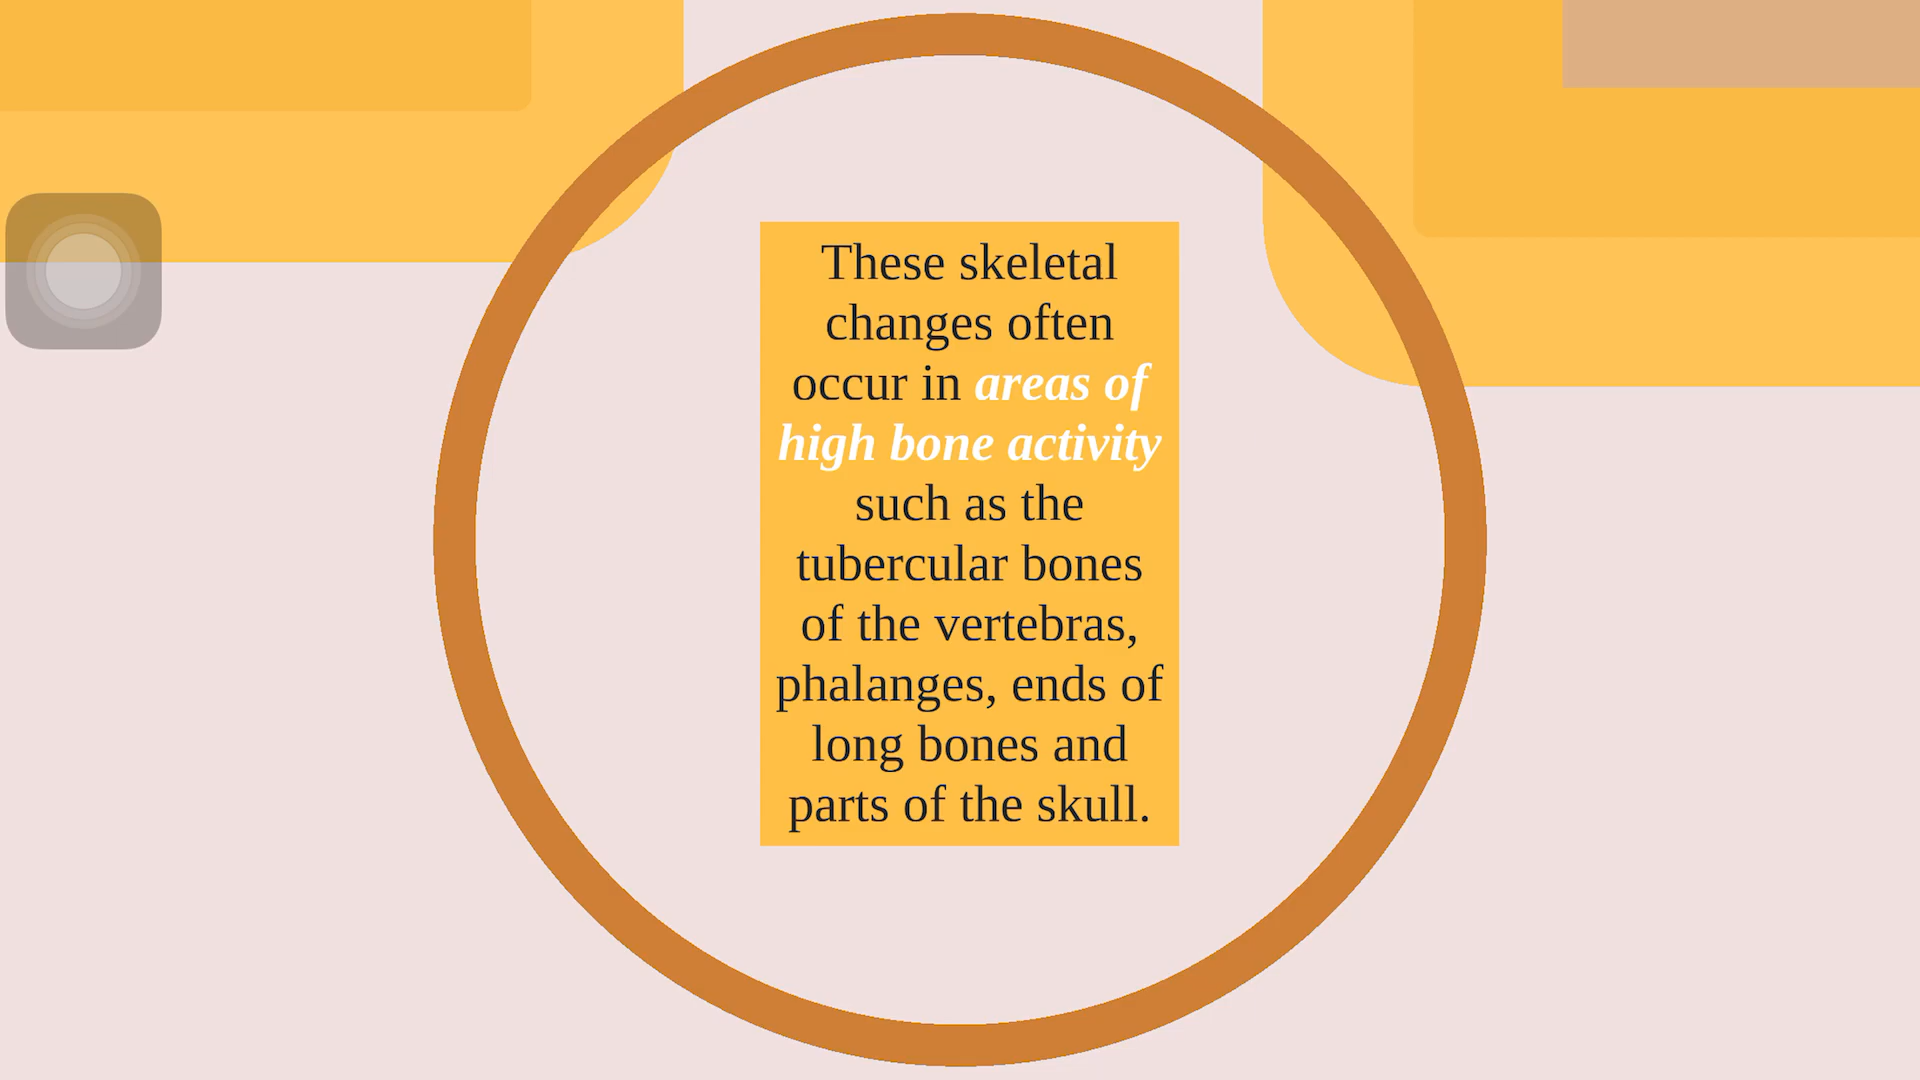 These skeletal
changes often
occur in areas of
high bone activity
such as the
tubercular bones
of the vertebras,
phalanges, ends of
long bones and
parts of the skull.